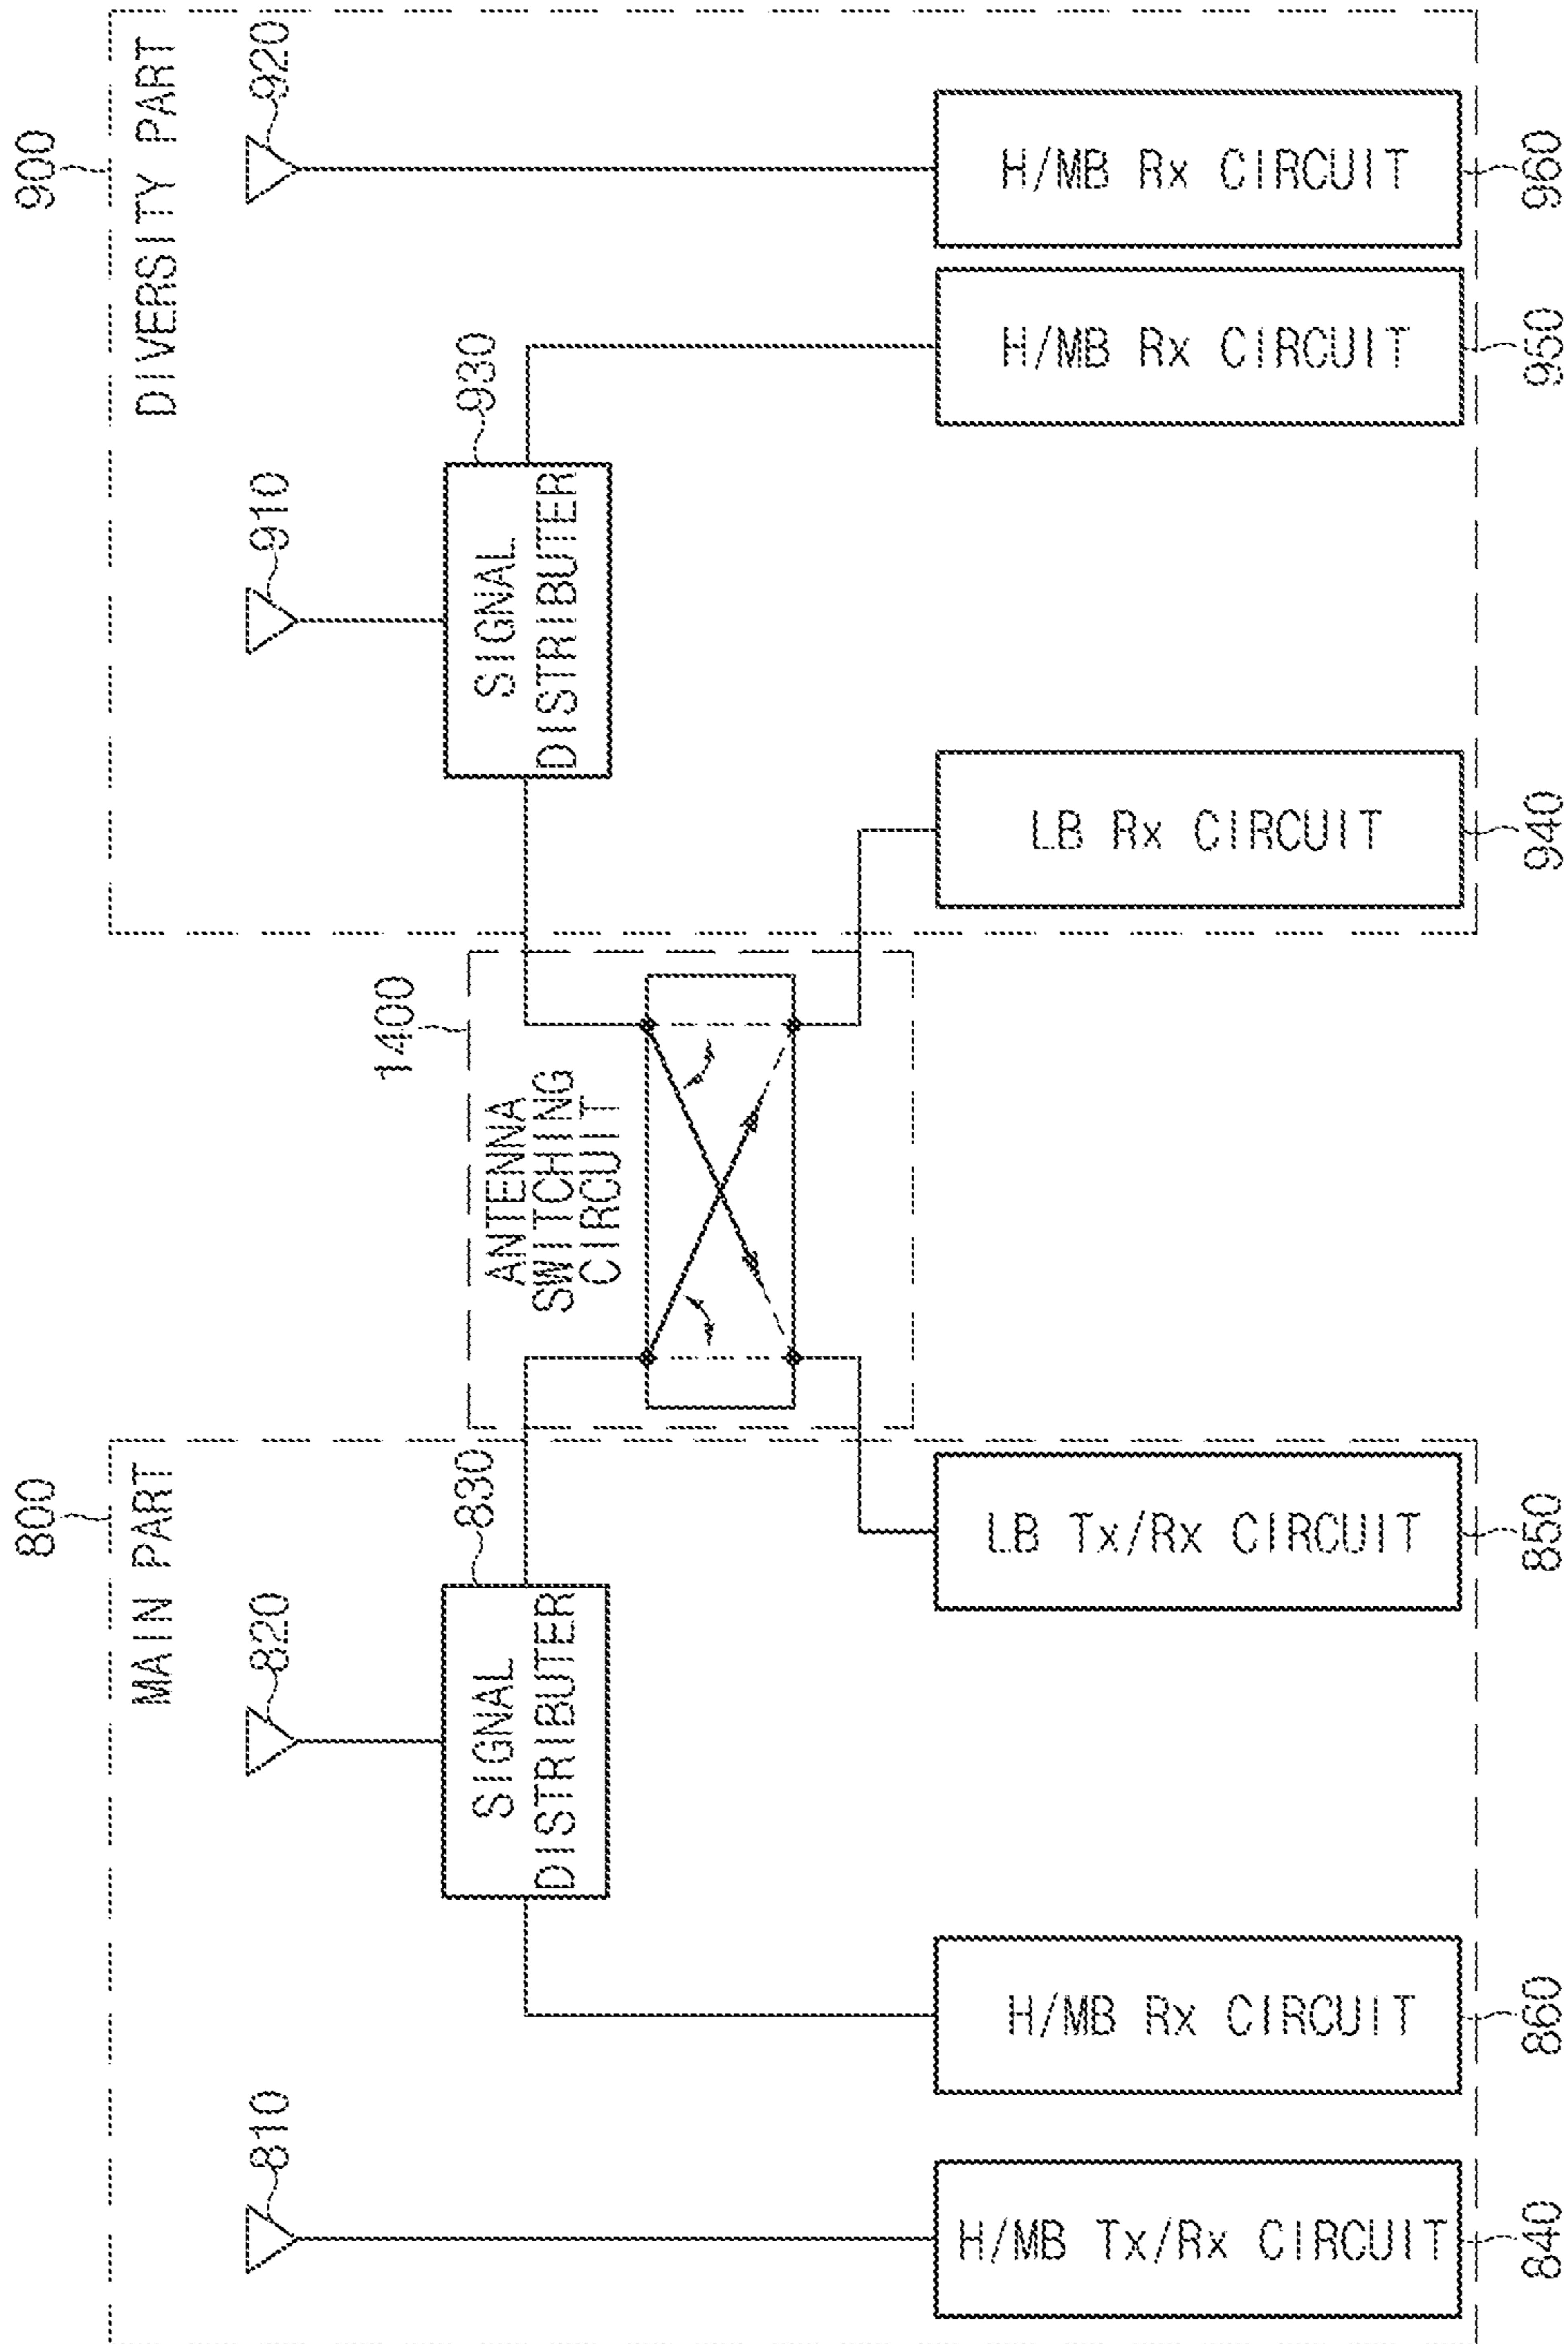 800
900
MAIN PART
DIVERSITY PART
810
820
910
920
1400
830
930
SIGNAL
DISTRIBUTER
ANTENNA
SWITCHING
CIRCUIT
SIGNAL
DISTRIBUTER
H/MB Tx/Rx CIRCUIT
H/MB Rx CIRCUIT
LB Tx/Rx CIRCUIT
LB Rx CIRCUIT
H/MB Rx CIRCUIT
H/MB Rx CIRCUIT
840
860
850
940
950
960